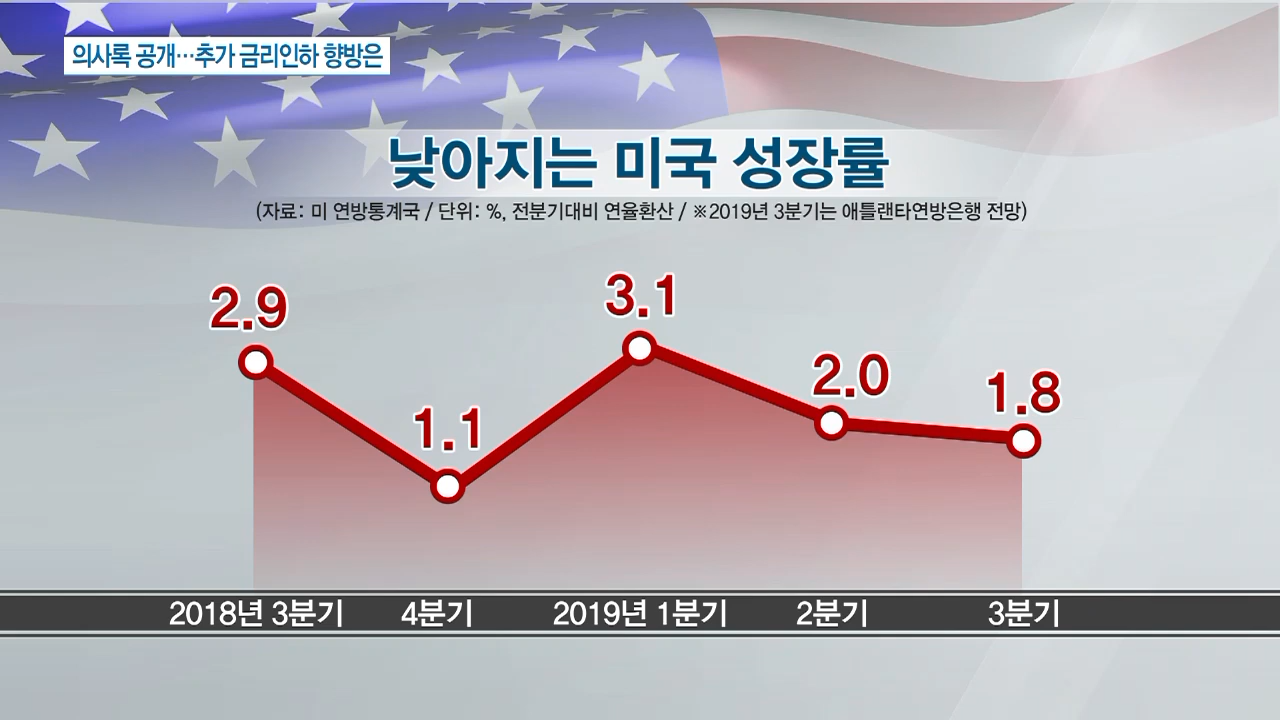 의사록 공개…추가 금리인하 향방은
낮아지는 미국 성장률
(자료: 미 연방통계국 / 단위: %, 전분기대비 연율환산 / ※2019년 3분기는 애틀랜타연방은행 전망)
2.9
1.1
3.1
2.0
1.8
2018년 3분기 4분기 2019년 1분기 2분기 3분기